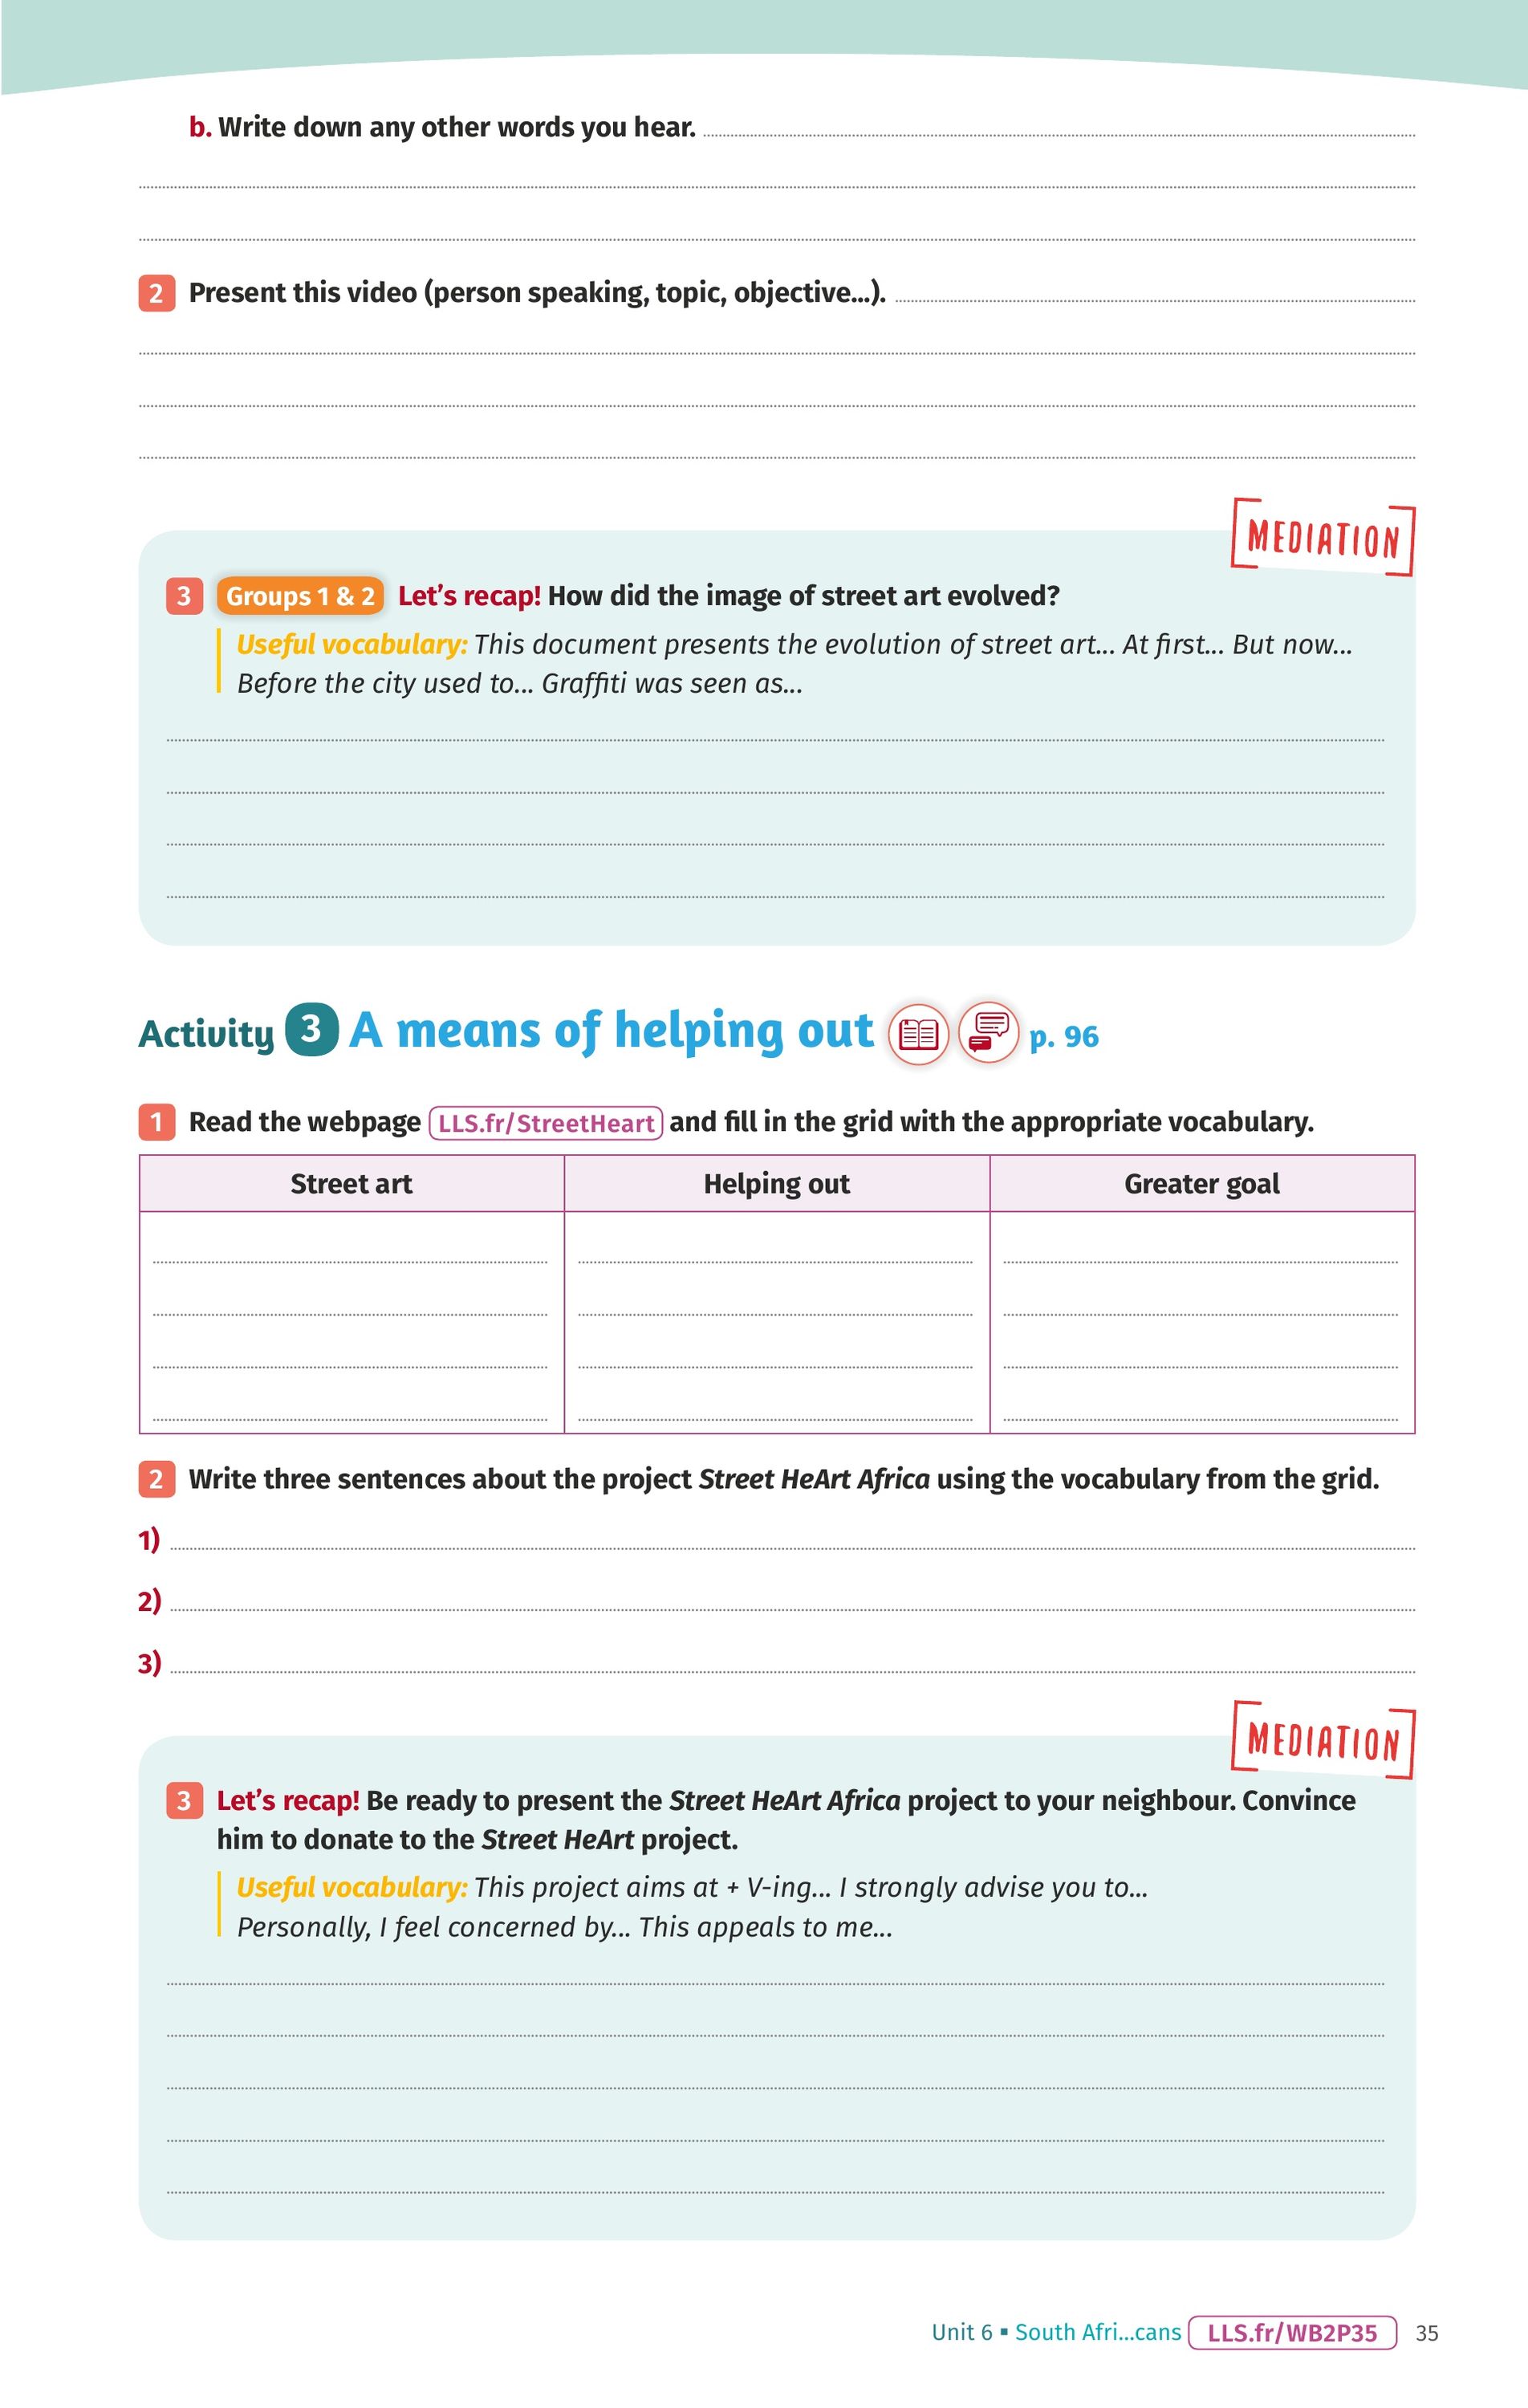 b. Write down any other words you hear.
2 Present this video (person speaking, topic, objective...).
MEDIATION
3 Groups 1 & 2 Let's recap! How did the image of street art evolved?
Useful vocabulary: This document presents the evolution of street art... At first... But now...
Before the city used to... Graffiti was seen as...
Activity 3 A means of helping out p. 96
1 Read the webpage LLS.fr/StreetHeart and fill in the grid with the appropriate vocabulary.
Street art Helping out Greater goal
2 Write three sentences about the project Street HeArt Africa using the vocabulary from the grid.
1)
2)
3)
MEDIATION
3 Let's recap! Be ready to present the Street HeArt Africa project to your neighbour. Convince
him to donate to the Street HeArt project.
Useful vocabulary: This project aims at + V-ing... I strongly advise you to...
Personally, I feel concerned by... This appeals to me...
Unit 6 ▪ South Afri...cans LLS.fr/WB2P35 35